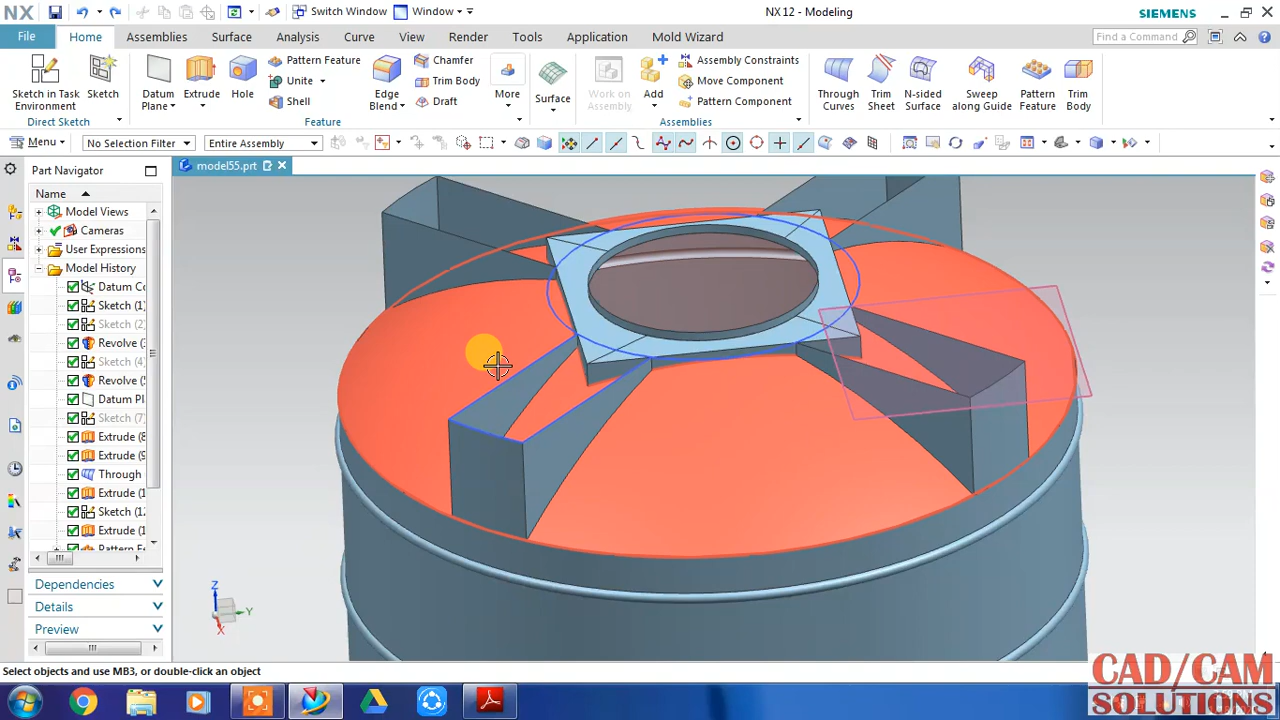 NX Switch Window Window NX 12 - Modeling SIEMENS
File Home Assemblies Surface Analysis Curve View Render Tools Application Mold Wizard Find a Command
Sketch in Task Environment
Sketch
Direct Sketch
Datum Plane
Extrude
Hole
Pattern Feature
Unite
Shell
Edge Blend
Chamfer
Trim Body
Draft
More
Feature
Surface
Work on Assembly
Add
Assembly Constraints
Move Component
Pattern Component
Assemblies
Through Curves
Trim Sheet
N-sided Surface
Sweep along Guide
Pattern Feature
Trim Body
Menu No Selection Filter Entire Assembly
Part Navigator
model55.prt
Name
Model Views
Cameras
User Expressions
Model History
Datum Co
Sketch (1)
Sketch (2)
Revolve (3
Sketch (4)
Revolve (5
Datum Pl
Sketch (7)
Extrude (8
Extrude (9
Through
Extrude (1
Sketch (12
Extrude (1
Pattern Fe
Dependencies
Details
Preview
Z
Y
X
Select objects and use MB3, or double-click an object
CAD/CAM
SOLUTIONS